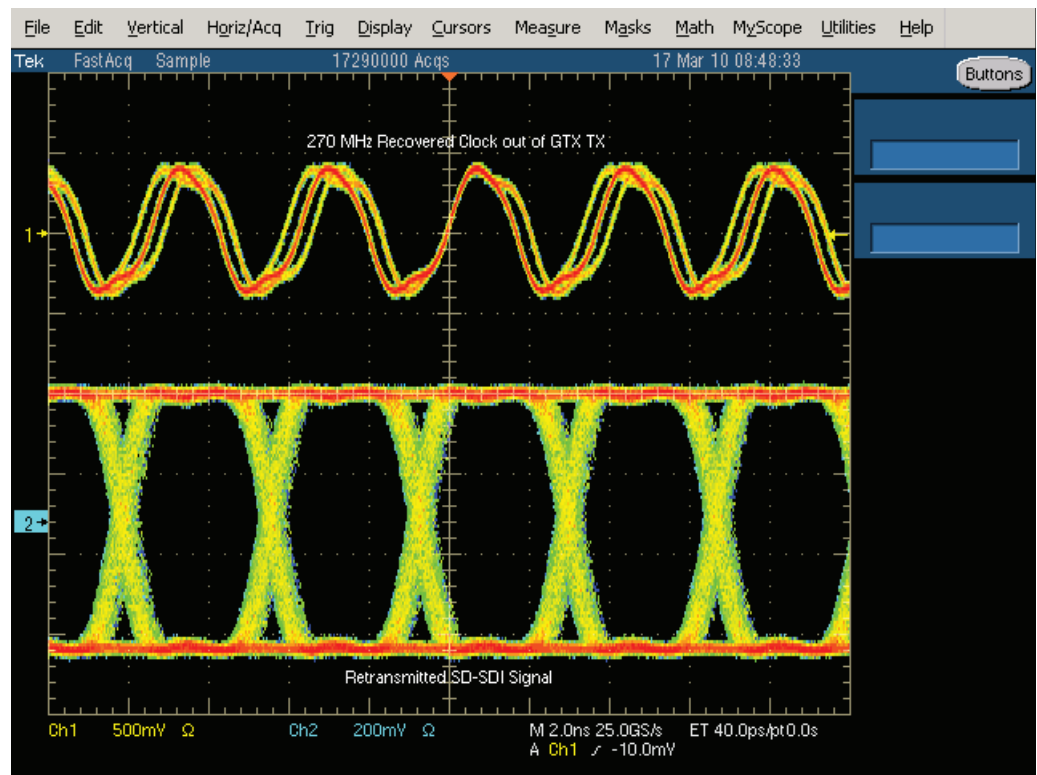 File Edit Vertical Horiz/Acq Trig Display Cursors Measure Masks Math MyScope Utilities Help
Tek FastAcq Sample 17290000 Acqs 17 Mar 10 08:48:33
Buttons
270 MHz Recovered Clock out of GTX TX
1
2
Retransmitted SD-SDI Signal
Ch1 500mV Ω Ch2 200mV Ω M 2.0ns 25.0GS/s ET 40.0ps/pt0.0s
A Ch1 ∕ -10.0mV